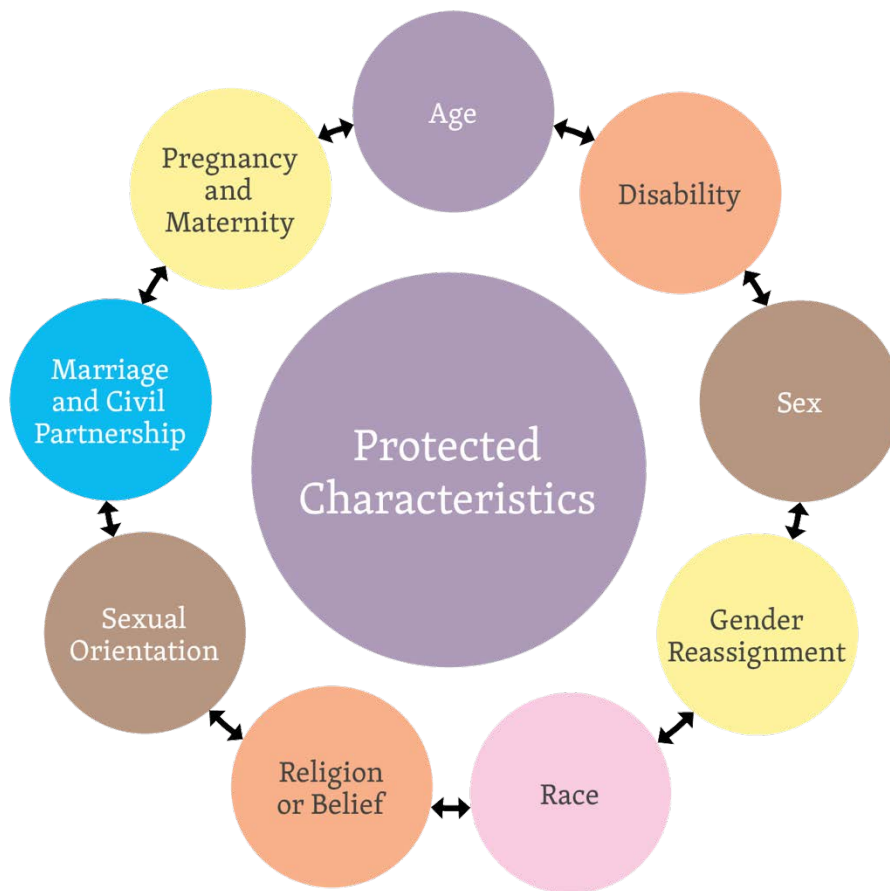 Age
Disability
Sex
Gender
Reassignment
Race
Religion
or Belief
Sexual
Orientation
Marriage
and Civil
Partnership
Pregnancy
and
Maternity
Protected
Characteristics